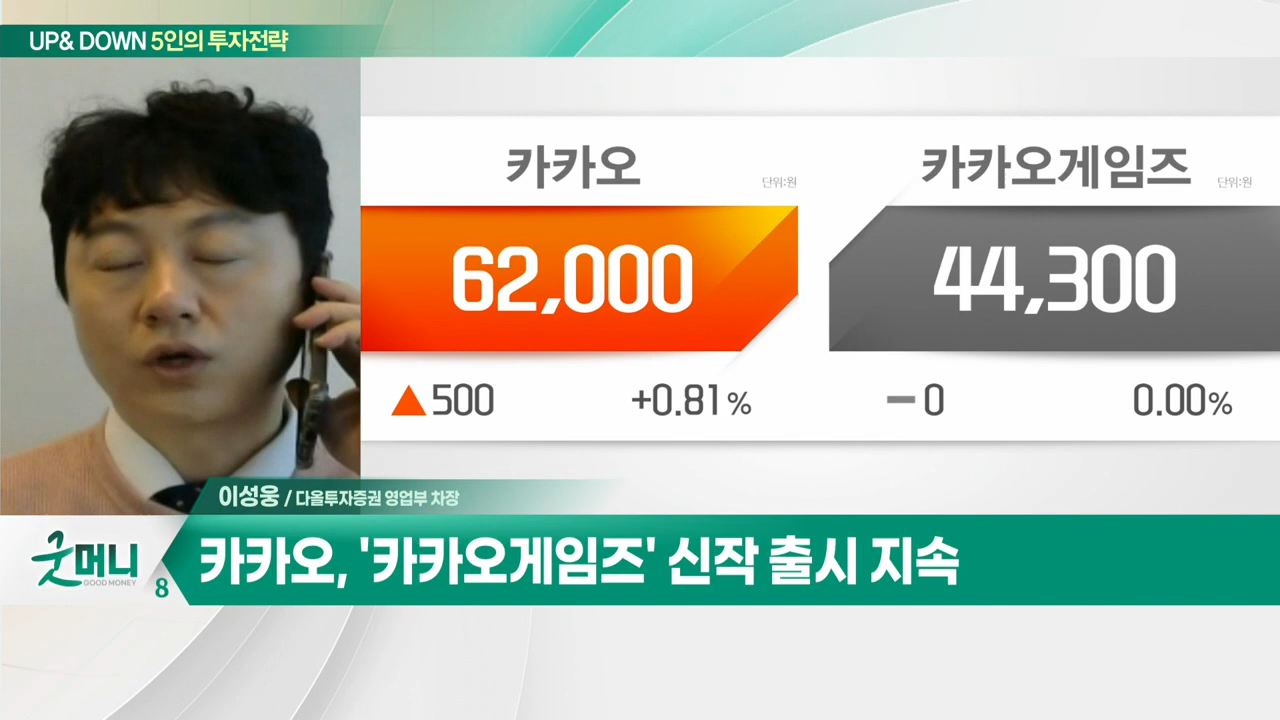 UP& DOWN 5인의 투자전략
카카오
단위:원
62,000
▲500
+0.81%
카카오게임즈
단위:원
44,300
0
0.00%
이성웅 / 다올투자증권 영업부 차장
굿머니
GOOD MONEY
8
카카오, '카카오게임즈' 신작 출시 지속